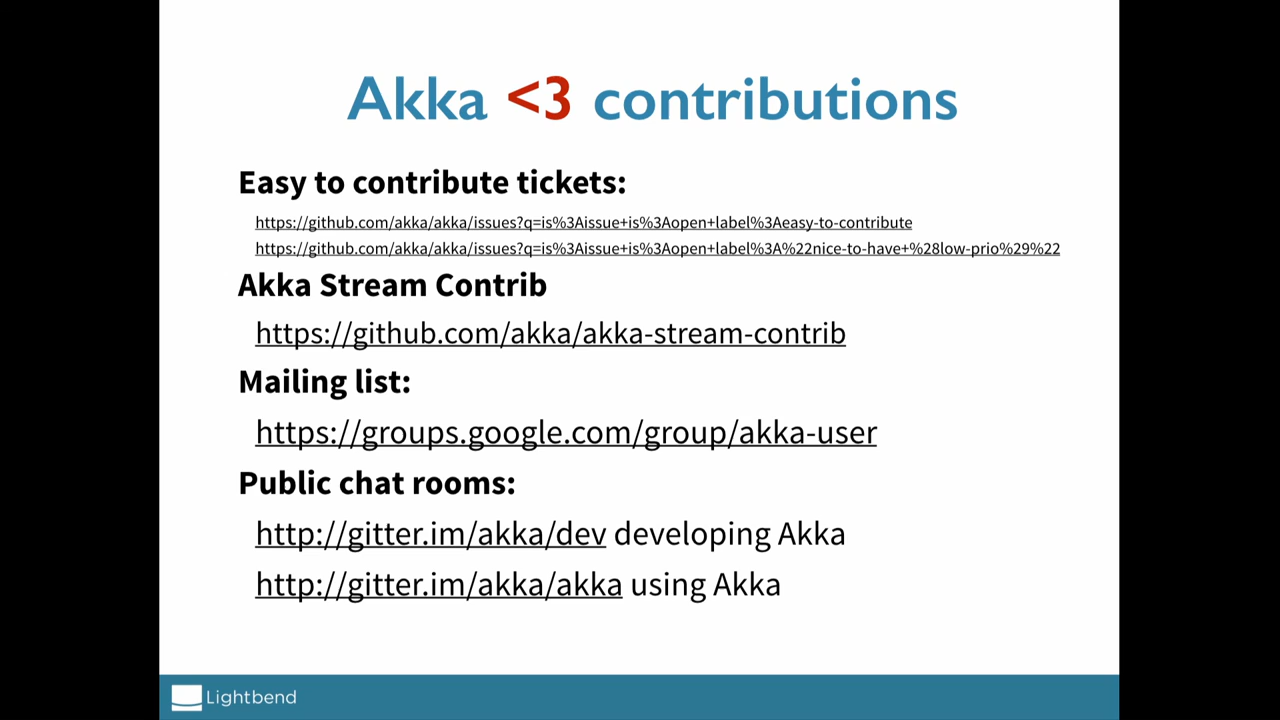 Akka <3 contributions
Easy to contribute tickets:
https://github.com/akka/akka/issues?q=is%3Aissue+is%3Aopen+label%3Aeasy-to-contribute
https://github.com/akka/akka/issues?q=is%3Aissue+is%3Aopen+label%3A%22nice-to-have+%28low-prio%29%22
Akka Stream Contrib
https://github.com/akka/akka-stream-contrib
Mailing list:
https://groups.google.com/group/akka-user
Public chat rooms:
http://gitter.im/akka/dev developing Akka
http://gitter.im/akka/akka using Akka
Lightbend